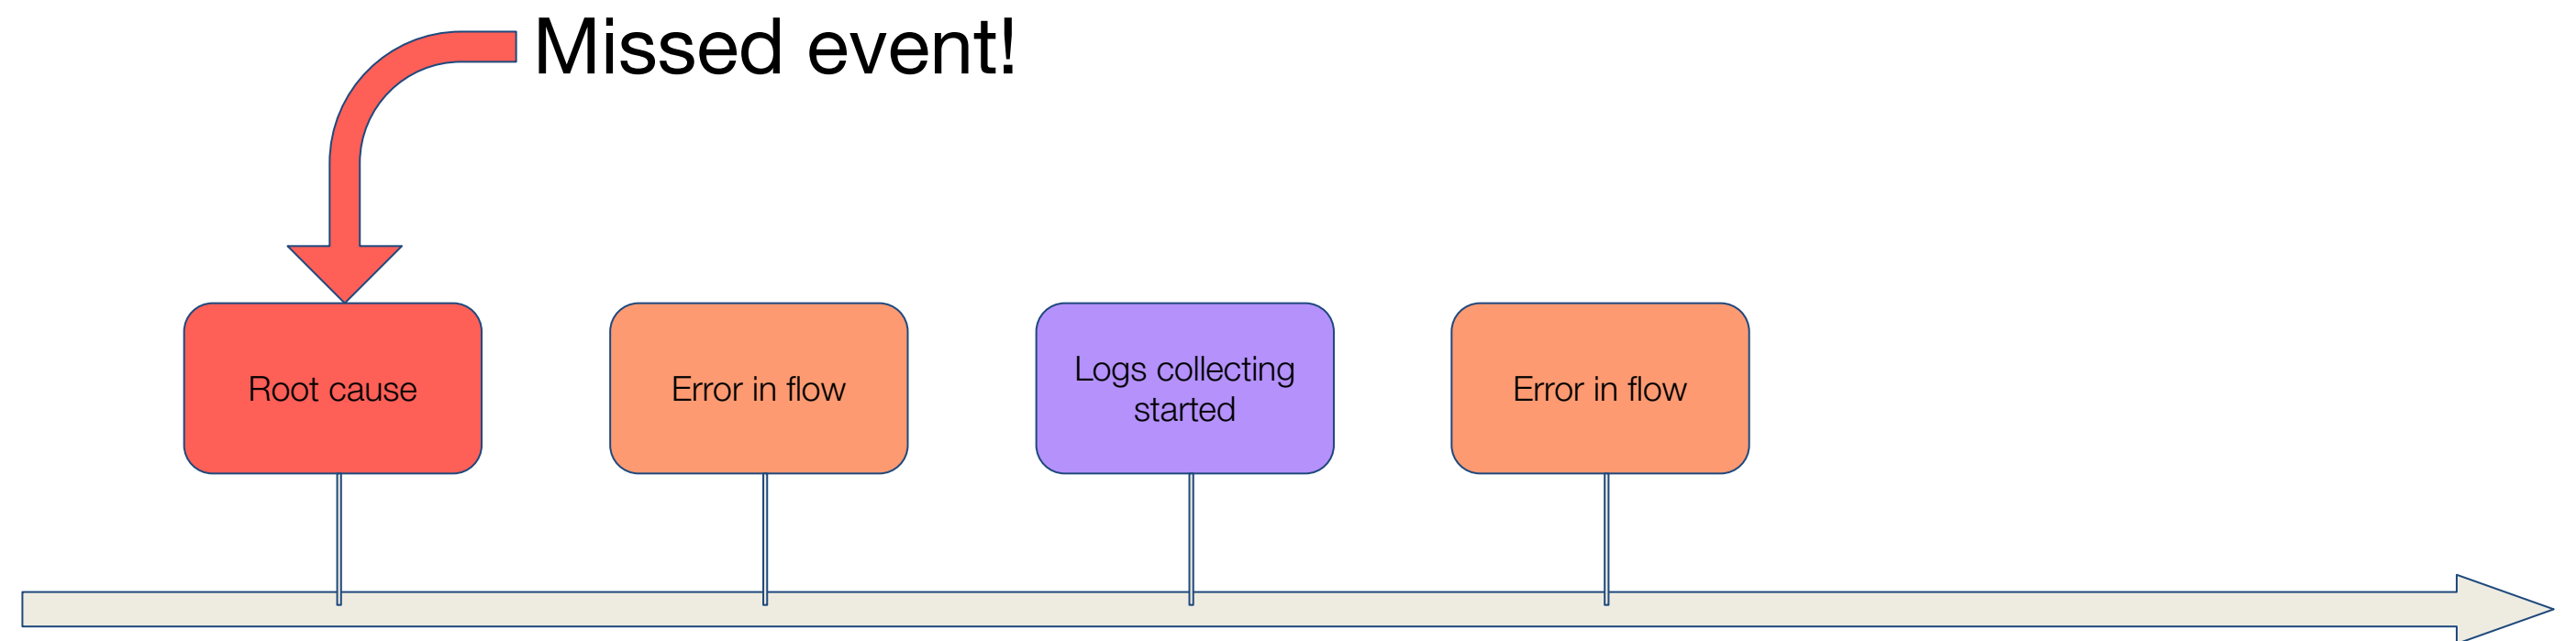 Missed event!
Root cause
Error in flow
Logs collecting
started
Error in flow